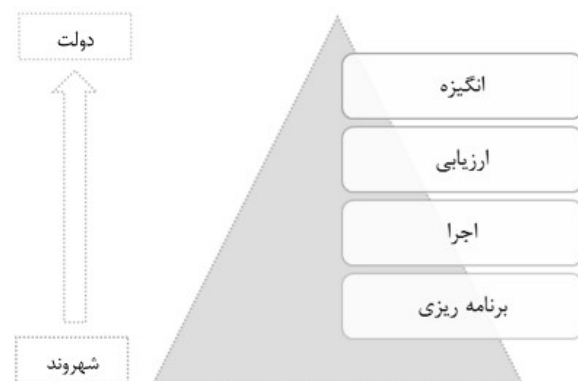 دولت
انگیزه
ارزیابی
اجرا
برنامه ریزی
شهروند